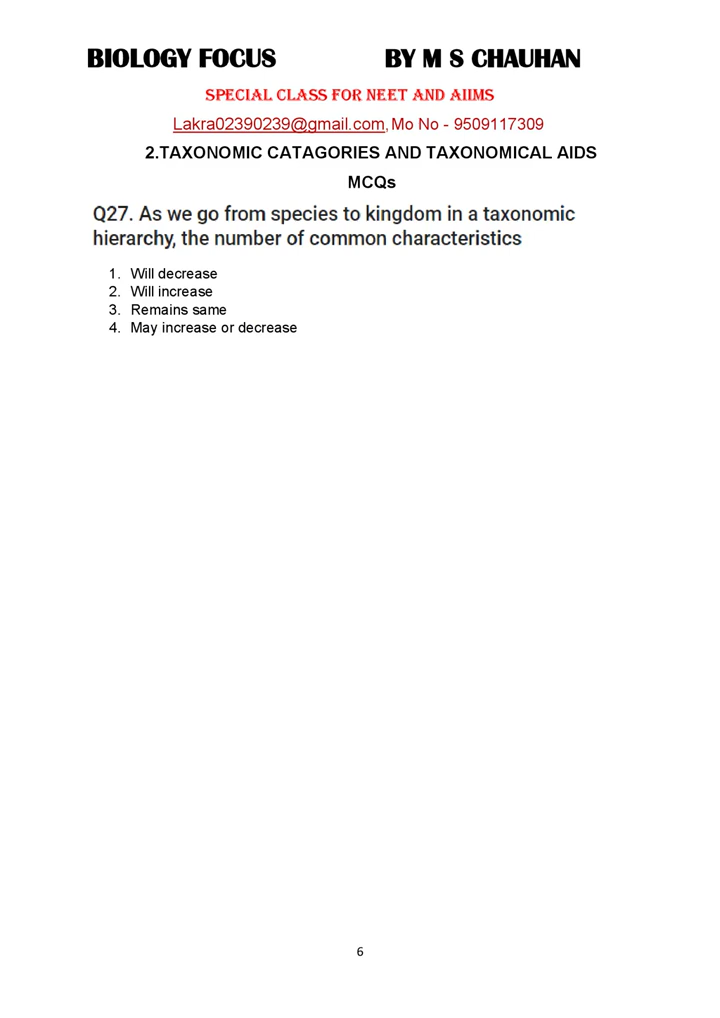 BIOLOGY FOCUS BY M S CHAUHAN
SPECIAL CLASS FOR NEET AND AIIMS
Lakra02390239@gmail.com, Mo No - 9509117309
2.TAXONOMIC CATAGORIES AND TAXONOMICAL AIDS
MCQs
Q27. As we go from species to kingdom in a taxonomic
hierarchy, the number of common characteristics
1. Will decrease
2. Will increase
3. Remains same
4. May increase or decrease
6